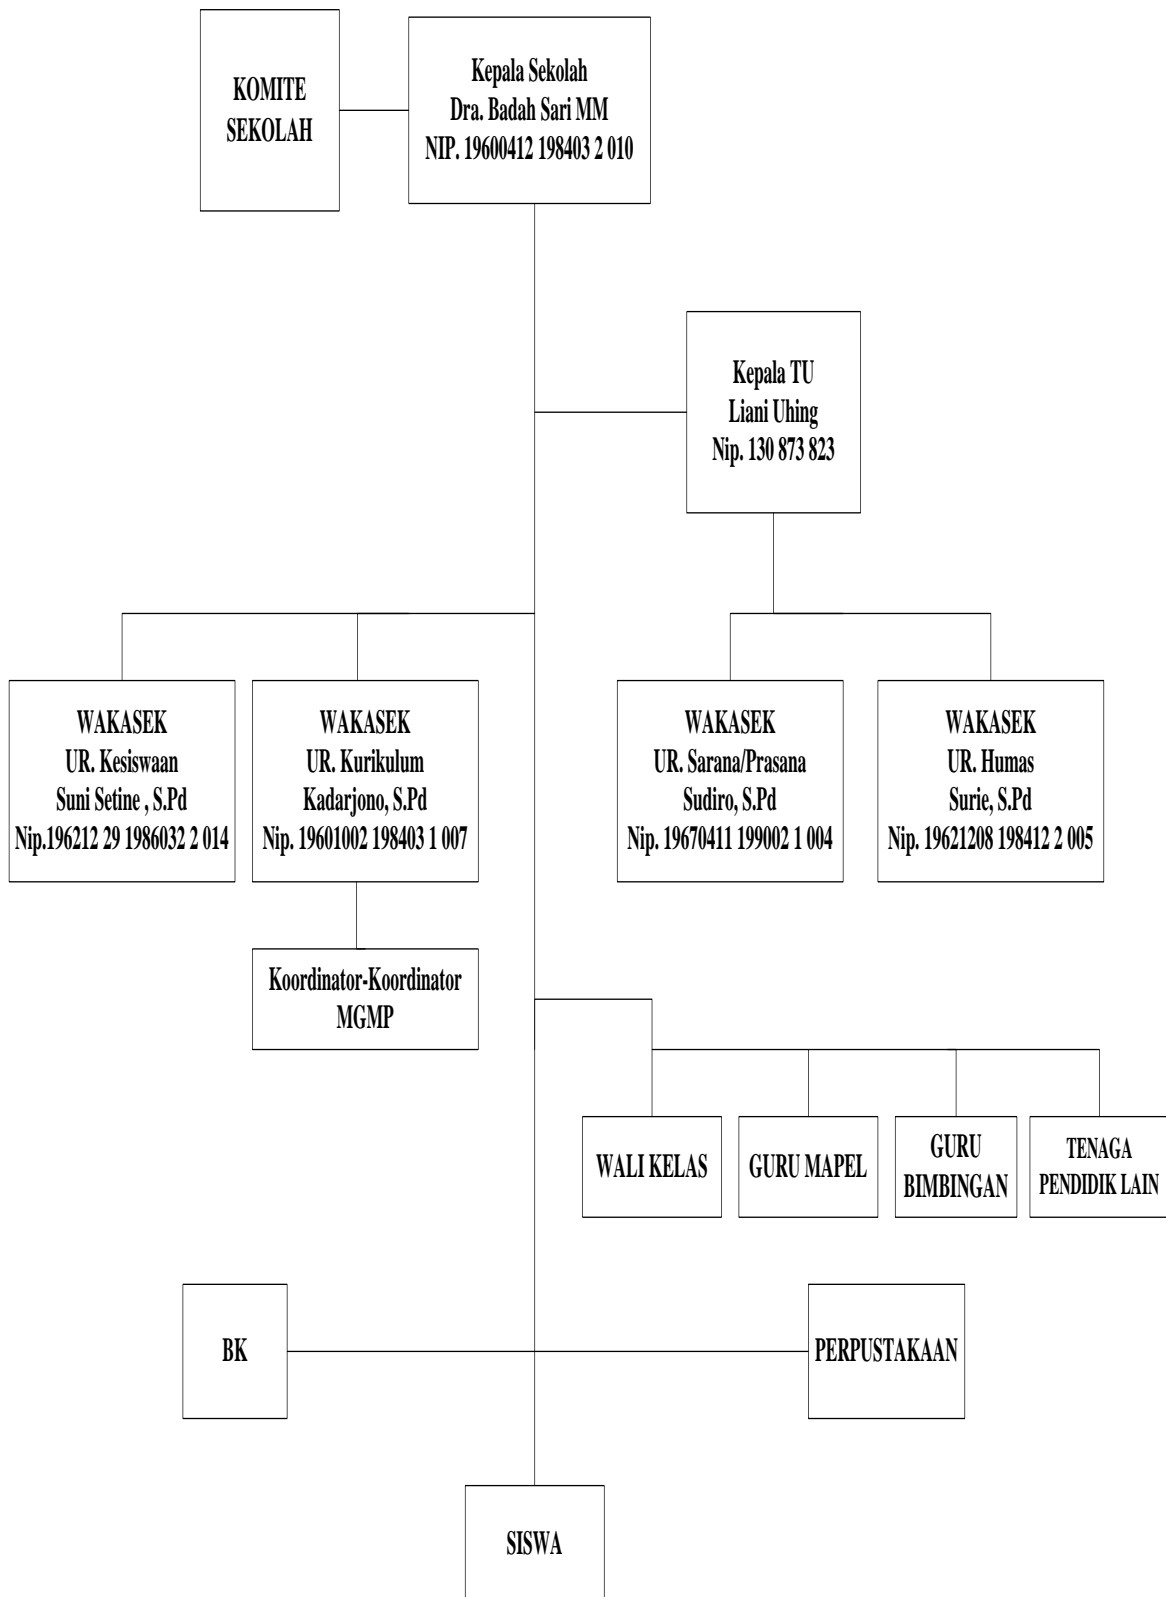 KOMITE
SEKOLAH
Kepala Sekolah
Dra. Badah Sari MM
NIP. 19600412 198403 2 010
Kepala TU
Liani Uhing
Nip. 130 873 823
WAKASEK
UR. Kesiswaan
Suni Setine , S.Pd
Nip.196212 29 1986032 2 014
WAKASEK
UR. Kurikulum
Kadarjono, S.Pd
Nip. 19601002 198403 1 007
WAKASEK
UR. Sarana/Prasana
Sudiro, S.Pd
Nip. 19670411 199002 1 004
WAKASEK
UR. Humas
Surie, S.Pd
Nip. 19621208 198412 2 005
Koordinator-Koordinator
MGMP
WALI KELAS
GURU MAPEL
GURU
BIMBINGAN
TENAGA
PENDIDIK LAIN
BK
PERPUSTAKAAN
SISWA